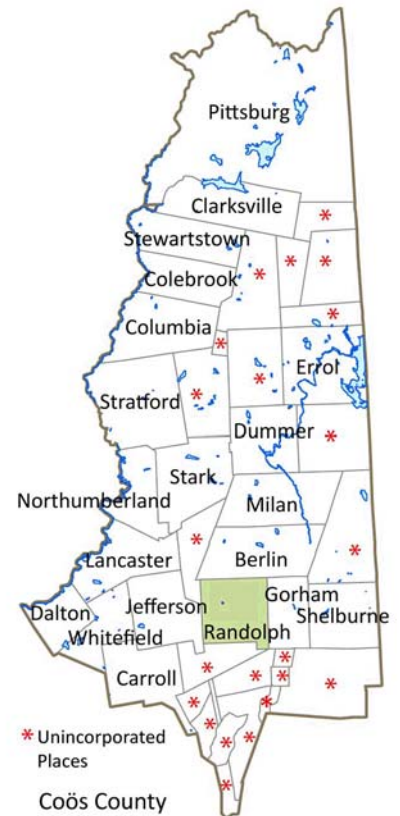 Pittsburg
Clarksville
*
Stewartstown
*
*
*
Colebrook
*
Columbia
*
Errol
*
*
Stratford
Dummer
*
Stark
Northumberland
Milan
*
*
Lancaster
Berlin
Jefferson
Gorham
Dalton
Shelburne
Whitefield
Randolph
*
*
Carroll
*
*
*
*
*
*
*
* Unincorporated
Places
*
*
*
Coös County